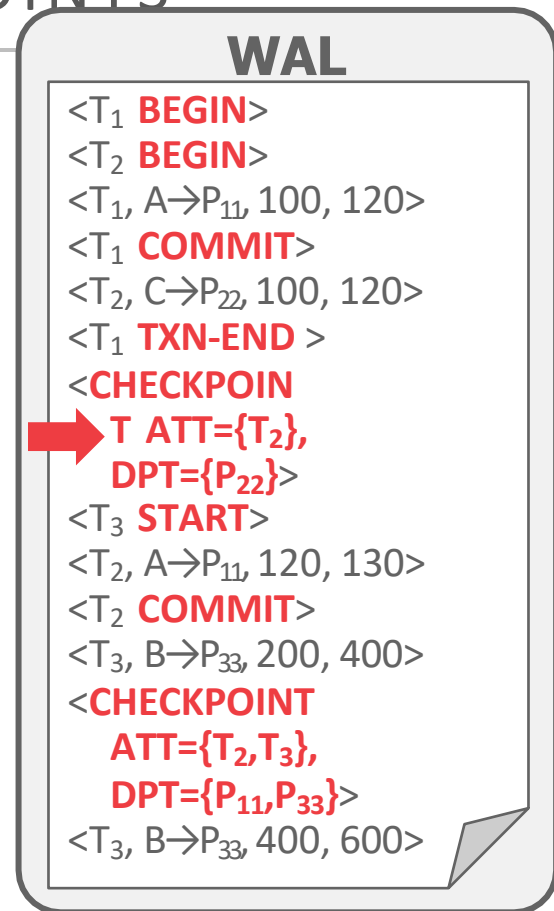 WAL
<T₁ BEGIN>
<T₂ BEGIN>
<T₁, A→P₁₁, 100, 120>
<T₁ COMMIT>
<T₂, C→P₂₂, 100, 120>
<T₁ TXN-END >
<CHECKPOIN
T ATT={T₂},
DPT={P₂₂}>
<T₃ START>
<T₂, A→P₁₁, 120, 130>
<T₂ COMMIT>
<T₃, B→P₃₃, 200, 400>
<CHECKPOINT
ATT={T₂,T₃},
DPT={P₁₁,P₃₃}>
<T₃, B→P₃₃, 400, 600>